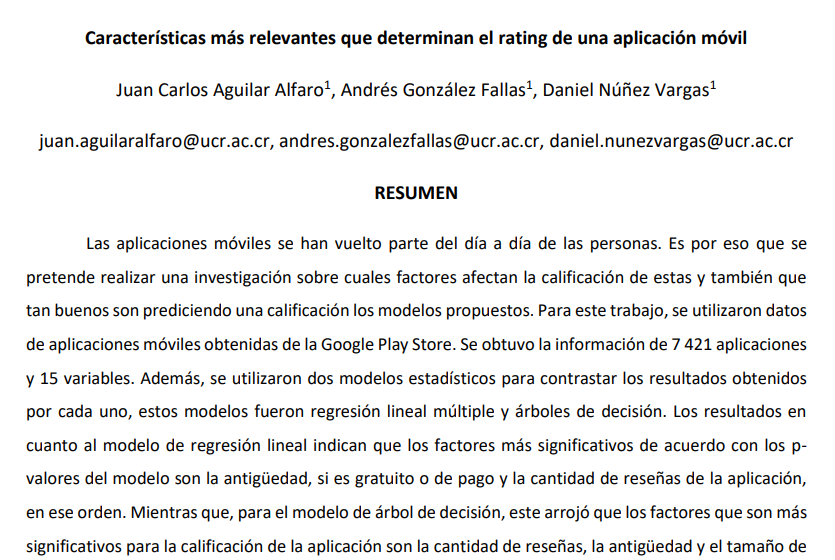 Características más relevantes que determinan el rating de una aplicación móvil
Juan Carlos Aguilar Alfaro¹, Andrés González Fallas¹, Daniel Núñez Vargas¹
juan.aguilaralfaro@ucr.ac.cr, andres.gonzalezfallas@ucr.ac.cr, daniel.nunezvargas@ucr.ac.cr
RESUMEN
Las aplicaciones móviles se han vuelto parte del día a día de las personas. Es por eso que se
pretende realizar una investigación sobre cuales factores afectan la calificación de estas y también que
tan buenos son prediciendo una calificación los modelos propuestos. Para este trabajo, se utilizaron datos
de aplicaciones móviles obtenidas de la Google Play Store. Se obtuvo la información de 7 421 aplicaciones
y 15 variables. Además, se utilizaron dos modelos estadísticos para contrastar los resultados obtenidos
por cada uno, estos modelos fueron regresión lineal múltiple y árboles de decisión. Los resultados en
cuanto al modelo de regresión lineal indican que los factores más significativos de acuerdo con los p-
valores del modelo son la antigüedad, si es gratuito o de pago y la cantidad de reseñas de la aplicación,
en ese orden. Mientras que, para el modelo de árbol de decisión, este arrojó que los factores que son más
significativos para la calificación de la aplicación son la cantidad de reseñas, la antigüedad y el tamaño de